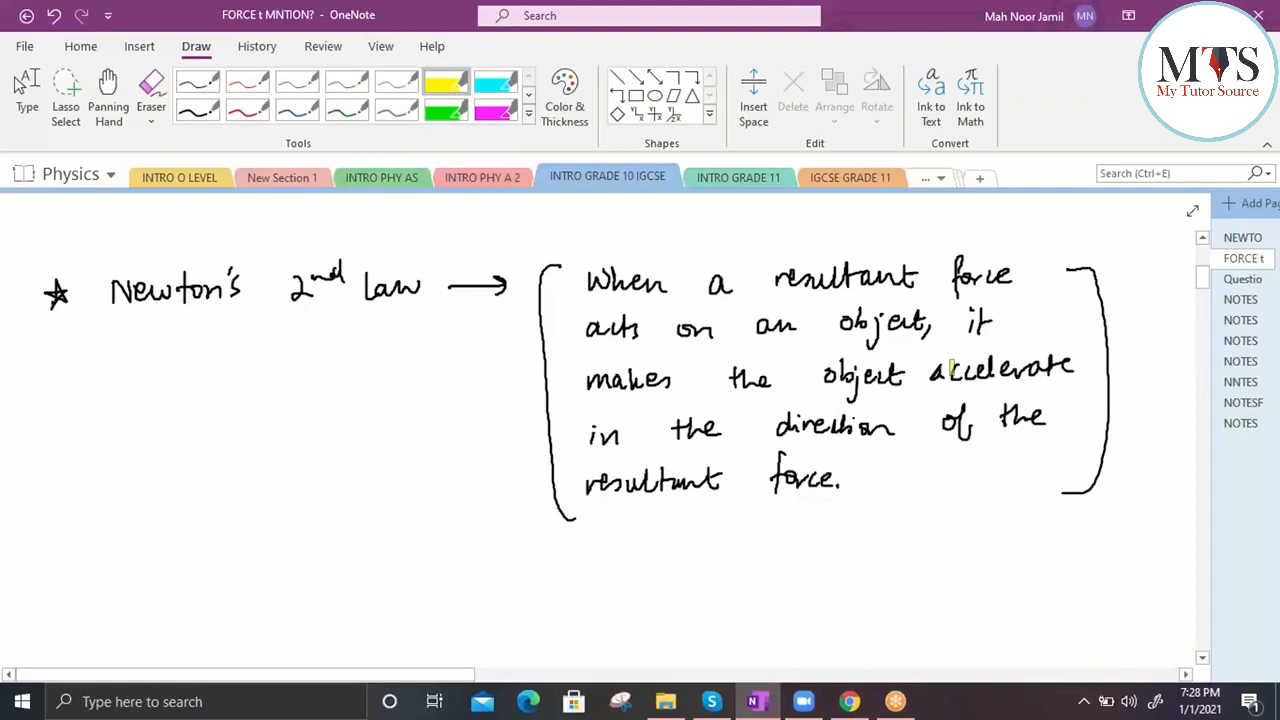 FORCE t MNTION? - OneNote
Search
Mah Noor Jamil
MN
MTS
My Tutor Source
File Home Insert Draw History Review View Help
Type
Lasso Select
Panning Hand
Eraser
Color & Thickness
Insert Space
Delete
Arrange
Rotate
Ink to Text
Ink to Math
Tools
Shapes
Edit
Convert
Physics
INTRO O LEVEL
New Section 1
INTRO PHY AS
INTRO PHY A 2
INTRO GRADE 10 IGCSE
INTRO GRADE 11
IGCSE GRADE 11
...
Search (Ctrl+E)
Add Pag
NEWTO
FORCE t
Questio
NOTES
NOTES
NOTES
NOTES
NNTES
NOTESF
NOTES
Newton's 2nd law → When a resultant force
acts on an object, it
makes the object accelerate
in the direction of the
resultant force.
Type here to search
7:28 PM
1/1/2021